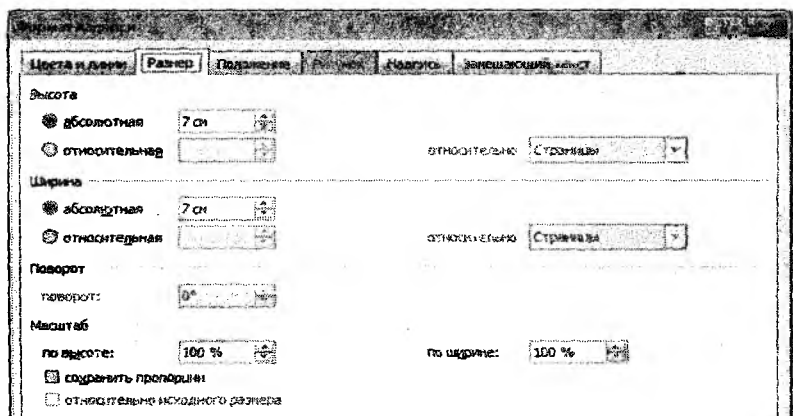 Цвета и линии Размер Положение Рисунок Надпись Замещающий текст
Высота
абсолютная 7 см
относительная относительно Страницы
Ширина
абсолютная 7 см
относительная относительно Страницы
Поворот
поворот: 0°
Масштаб
по высоте: 100 % по ширине: 100 %
сохранить пропорции
относительно исходного размера